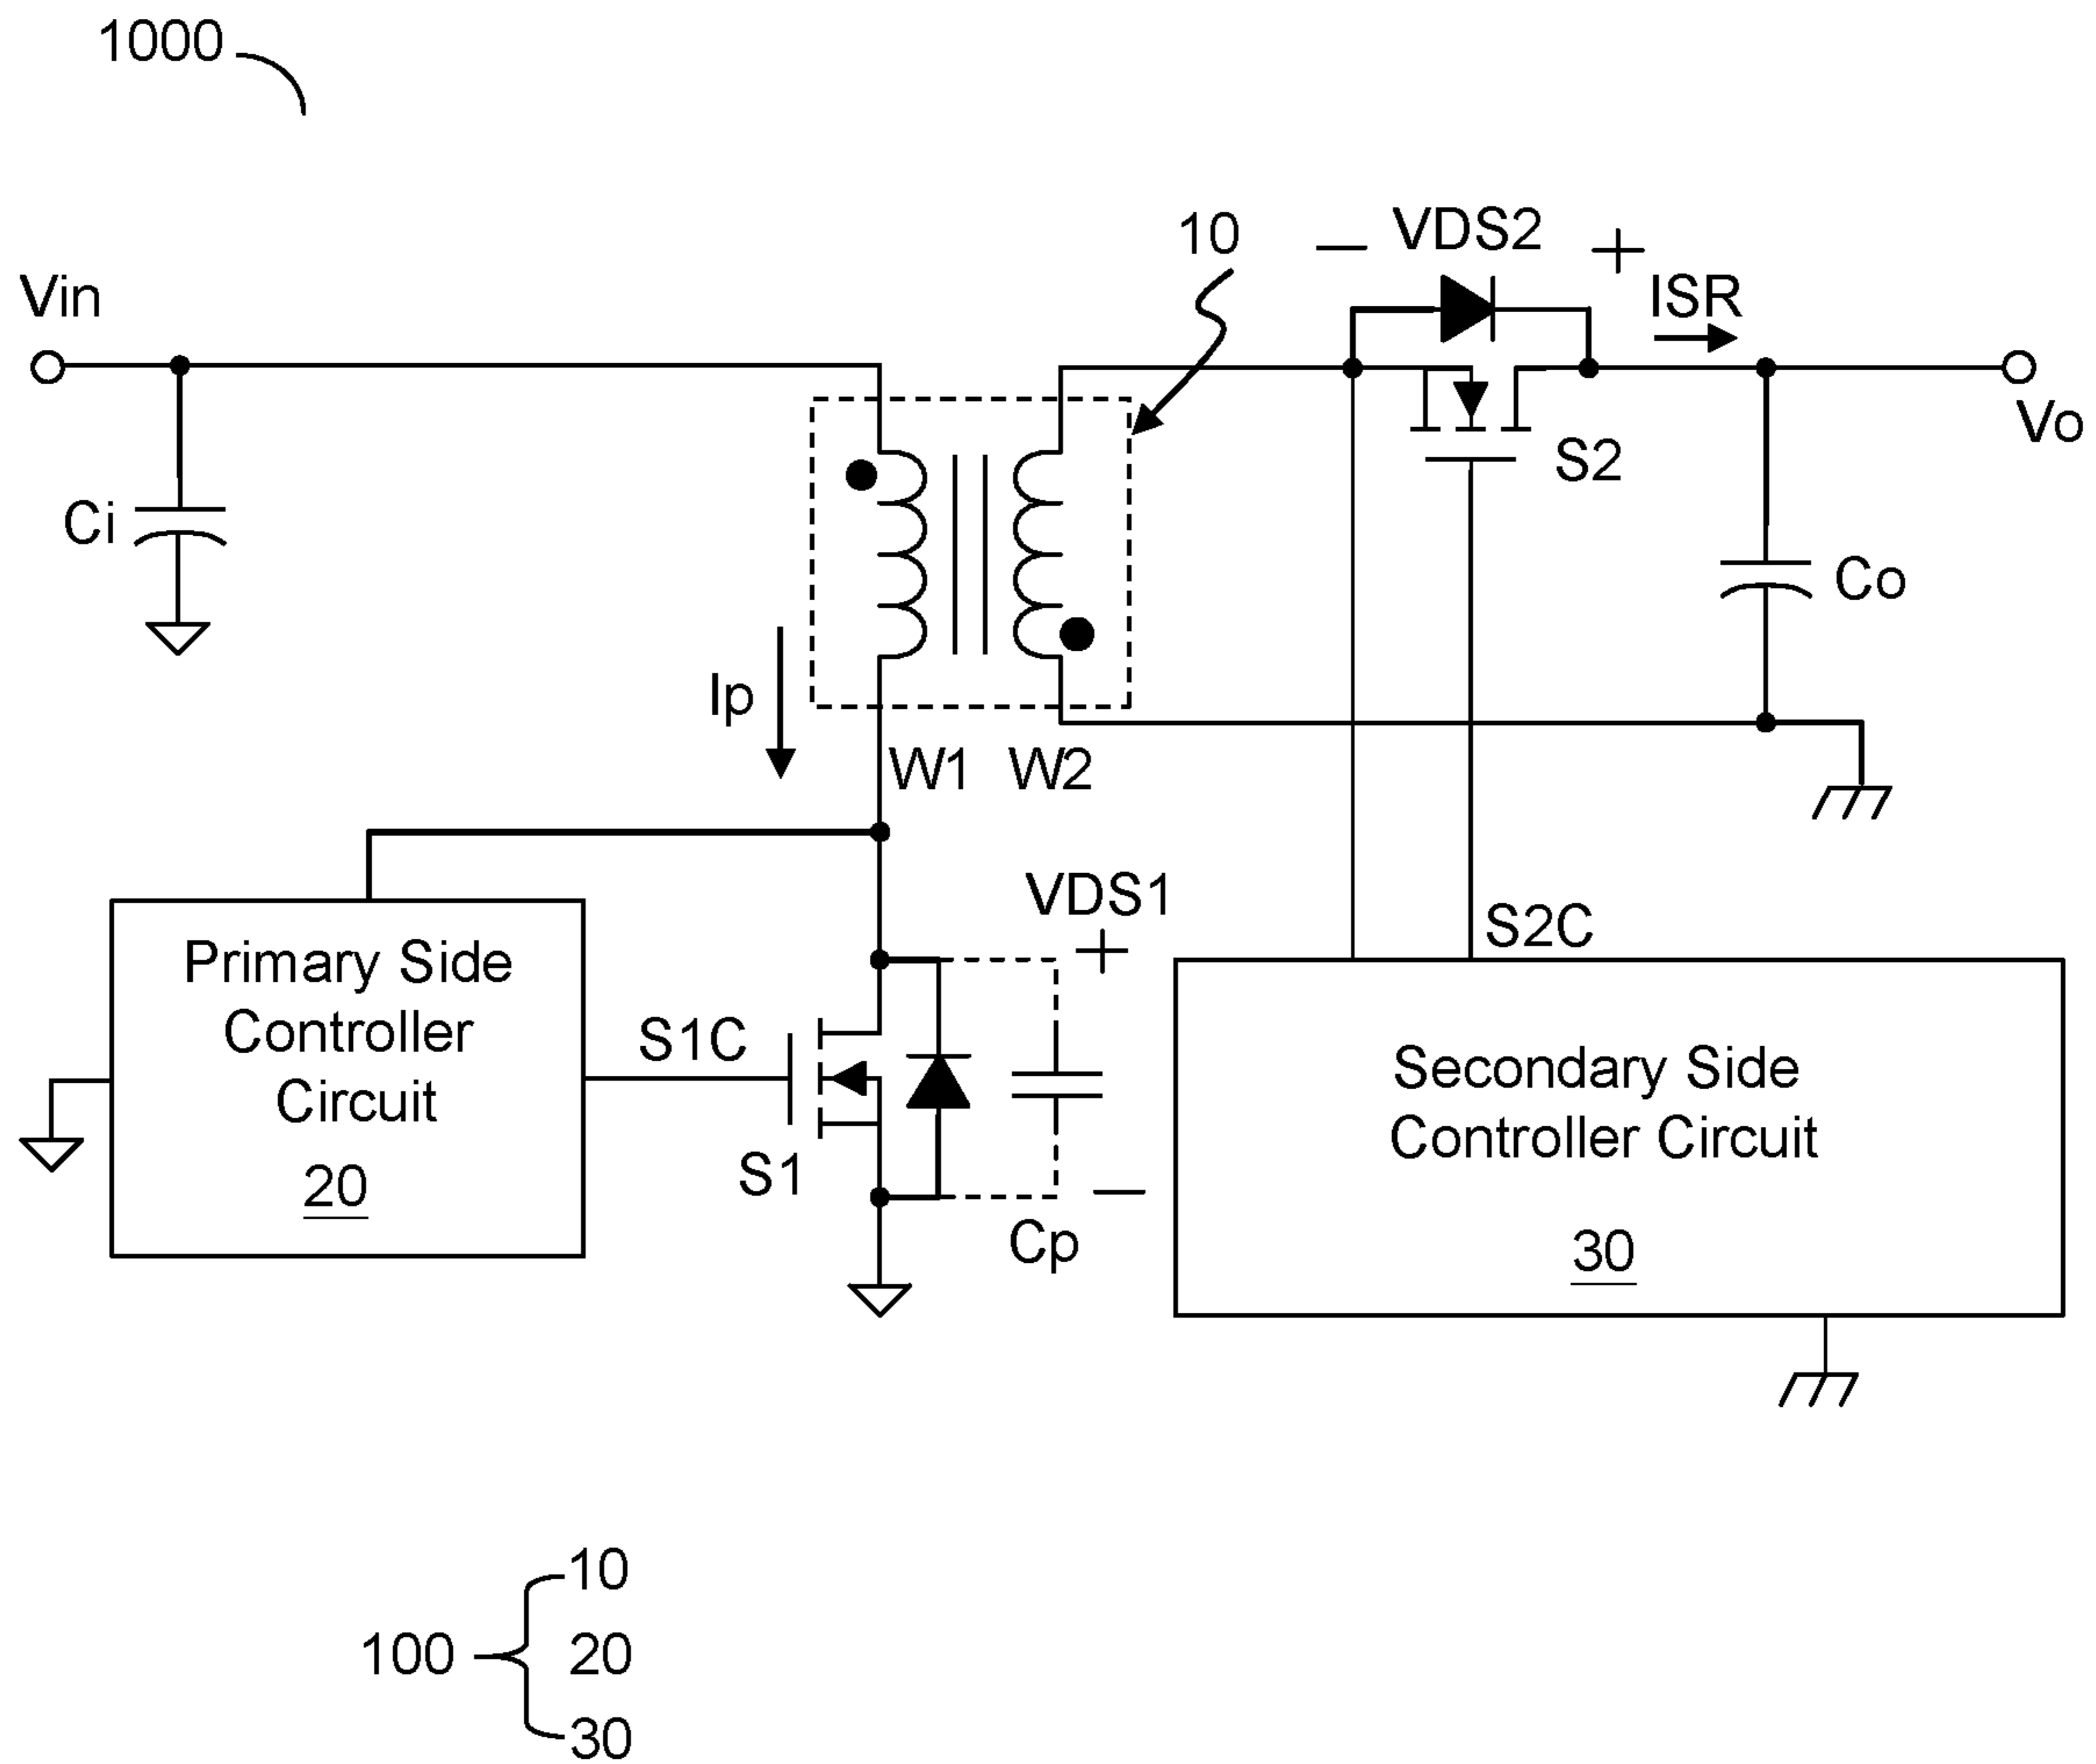 1000
10
VDS2
ISR
Vin
Vo
S2
Ci
Co
Ip
W1
W2
VDS1
S2C
Primary Side
Controller
Circuit
20
S1C
S1
Cp
Secondary Side
Controller Circuit
30
100
10
20
30